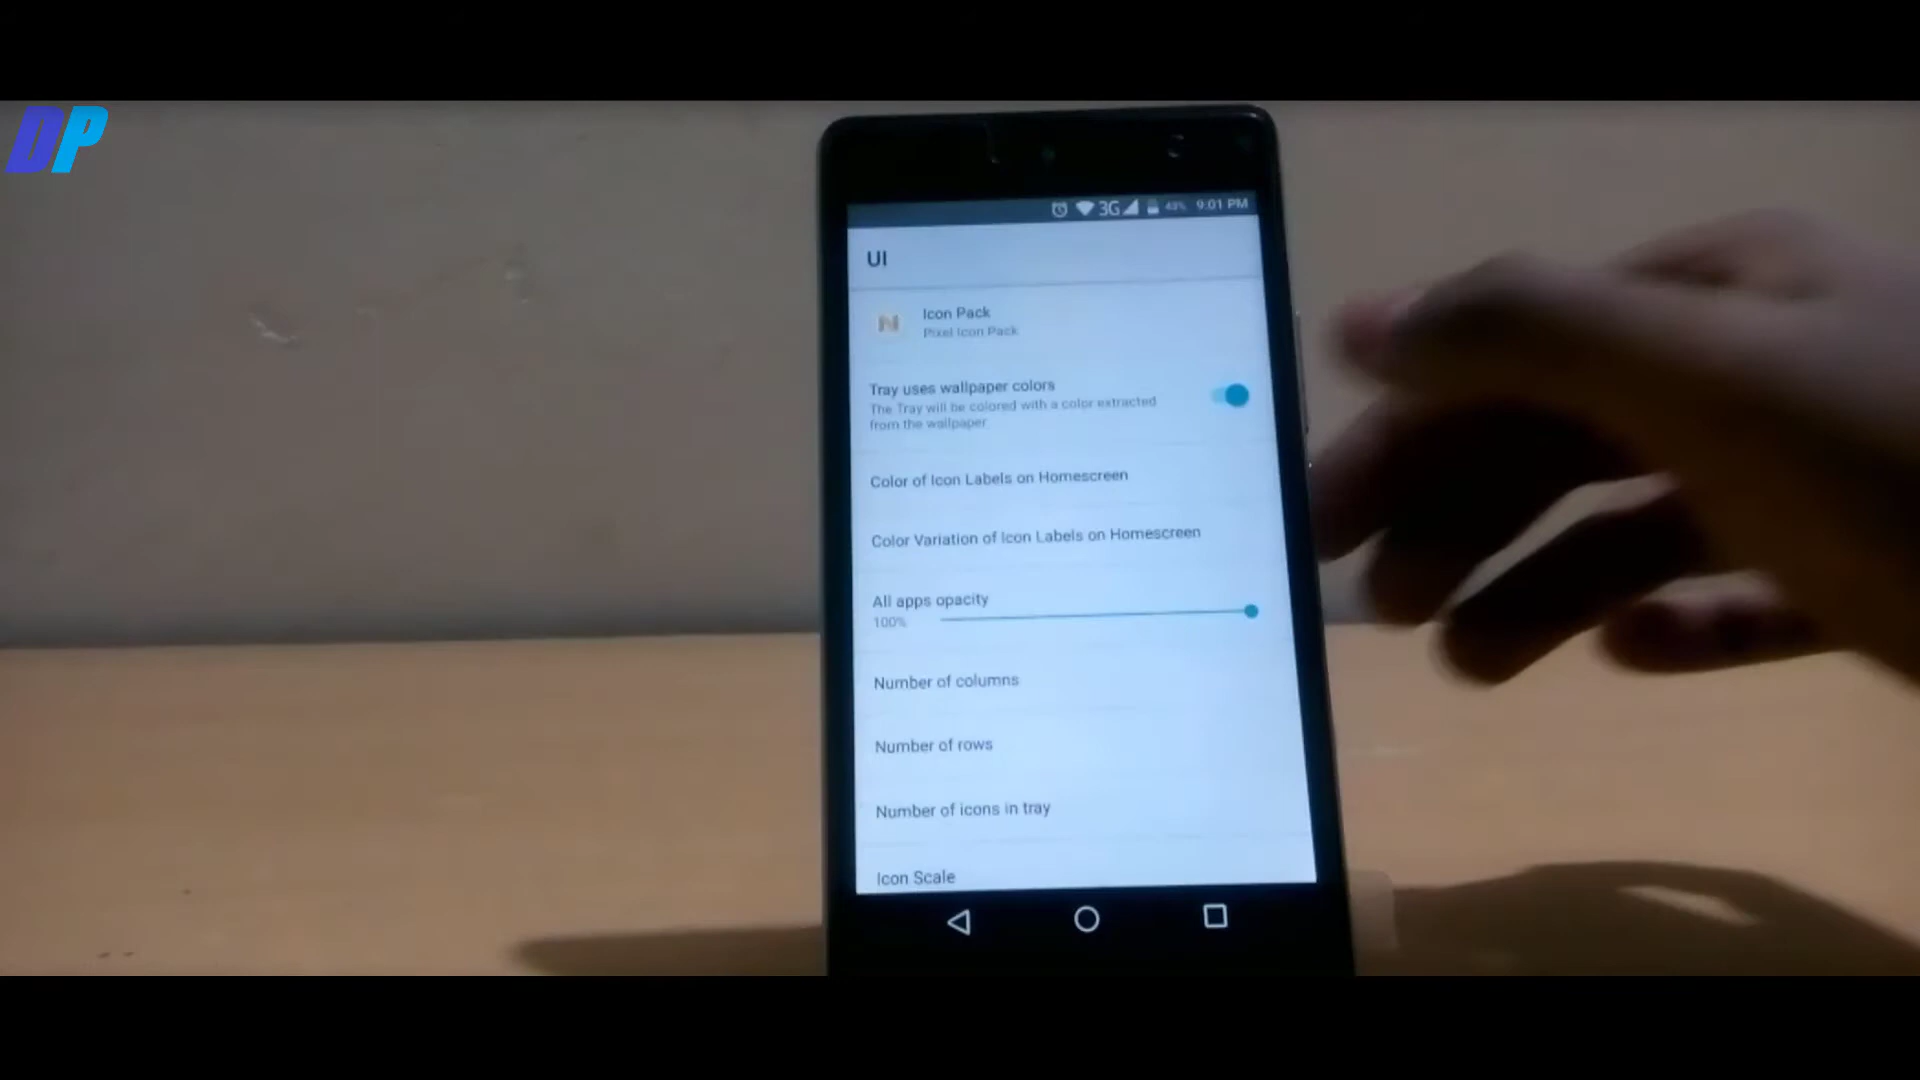 DP
3G 43% 9:01 PM
UI
Icon Pack
Pixel Icon Pack
Tray uses wallpaper colors
The Tray will be colored with a color extracted
from the wallpaper
Color of Icon Labels on Homescreen
Color Variation of Icon Labels on Homescreen
All apps opacity
100%
Number of columns
Number of rows
Number of icons in tray
Icon Scale